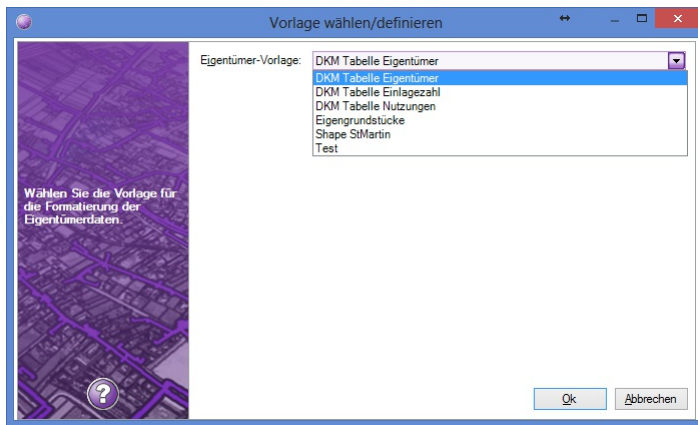 Vorlage wählen/definieren
Eigentümer-Vorlage:
DKM Tabelle Eigentümer
DKM Tabelle Eigentümer
DKM Tabelle Einlagezahl
DKM Tabelle Nutzungen
Eigengrundstücke
Shape StMartin
Test
Wählen Sie die Vorlage für
die Formatierung der
Eigentümerdaten.
?
Ok
Abbrechen